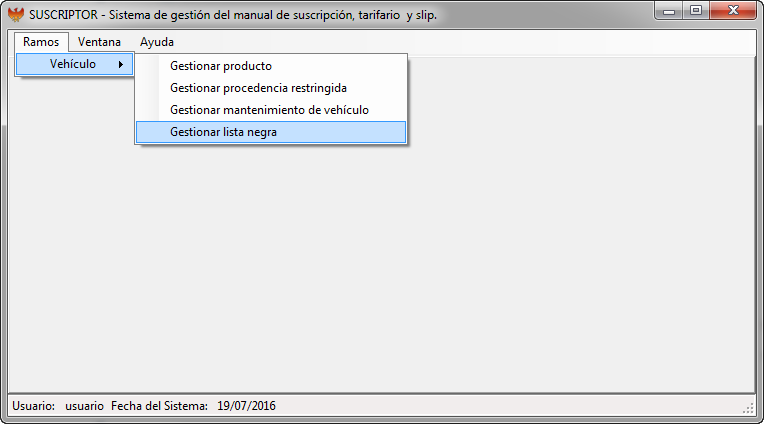 SUSCRIPTOR - Sistema de gestión del manual de suscripción, tarifario y slip.
Ramos Ventana Ayuda
Vehículo
Gestionar producto
Gestionar procedencia restringida
Gestionar mantenimiento de vehículo
Gestionar lista negra
Usuario: usuario Fecha del Sistema: 19/07/2016